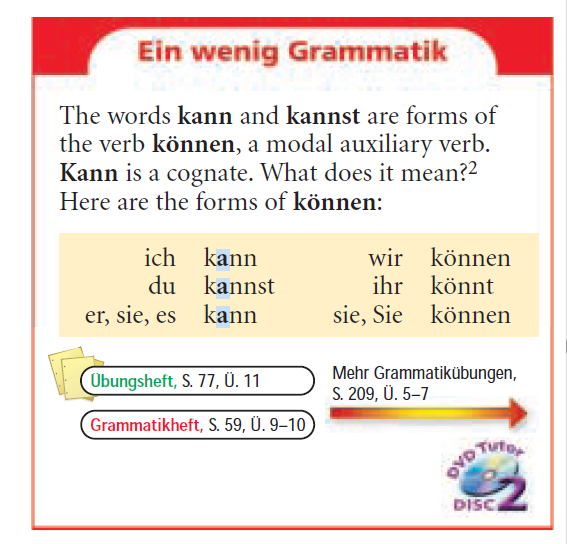 Ein wenig Grammatik
The words kann and kannst are forms of
the verb können, a modal auxiliary verb.
Kann is a cognate. What does it mean?²
Here are the forms of können:
ich kann wir können
du kannst ihr könnt
er, sie, es kann sie, Sie können
Übungsheft, S. 77, Ü. 11
Grammatikheft, S. 59, Ü. 9–10
Mehr Grammatikübungen,
S. 209, Ü. 5–7
DVD Tutor
DISC 2